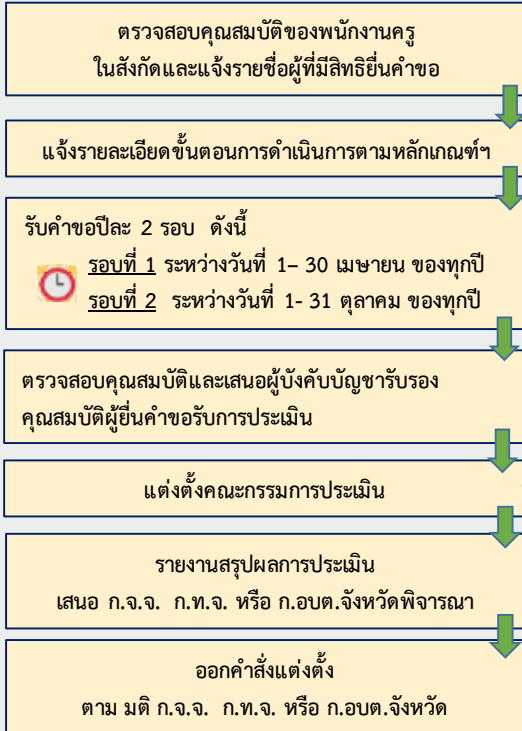 ตรวจสอบคุณสมบัติของพนักงานครู
ในสังกัดและแจ้งรายชื่อผู้ที่มีสิทธิยื่นคำขอ
แจ้งรายละเอียดขั้นตอนการดำเนินการตามหลักเกณฑ์ฯ
รับคำขอปีละ 2 รอบ ดังนี้
รอบที่ 1 ระหว่างวันที่ 1– 30 เมษายน ของทุกปี
รอบที่ 2 ระหว่างวันที่ 1- 31 ตุลาคม ของทุกปี
ตรวจสอบคุณสมบัติและเสนอผู้บังคับบัญชารับรอง
คุณสมบัติผู้ยื่นคำขอรับการประเมิน
แต่งตั้งคณะกรรมการประเมิน
รายงานสรุปผลการประเมิน
เสนอ ก.จ.จ. ก.ท.จ. หรือ ก.อบต.จังหวัดพิจารณา
ออกคำสั่งแต่งตั้ง
ตาม มติ ก.จ.จ. ก.ท.จ. หรือ ก.อบต.จังหวัด